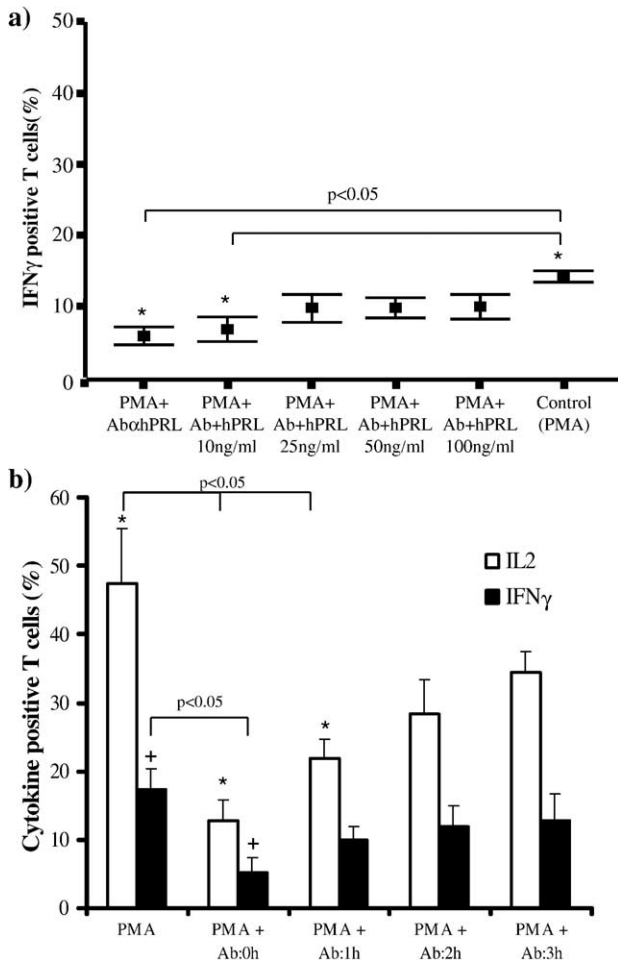 a)
50
40
30
20
10
0
IFNγ positive T cells(%)
p<0.05
*
*
*
PMA+ PMA+ PMA+ PMA+ PMA+ Control
AbαhPRL Ab+hPRL Ab+hPRL Ab+hPRL Ab+hPRL (PMA)
10ng/ml 25ng/ml 50ng/ml 100ng/ml
b)
60
50
40
30
20
10
0
Cytokine positive T cells (%)
p<0.05
*
IL2
IFNγ
p<0.05
+
*
+
*
PMA PMA + PMA + PMA + PMA +
Ab:0h Ab:1h Ab:2h Ab:3h